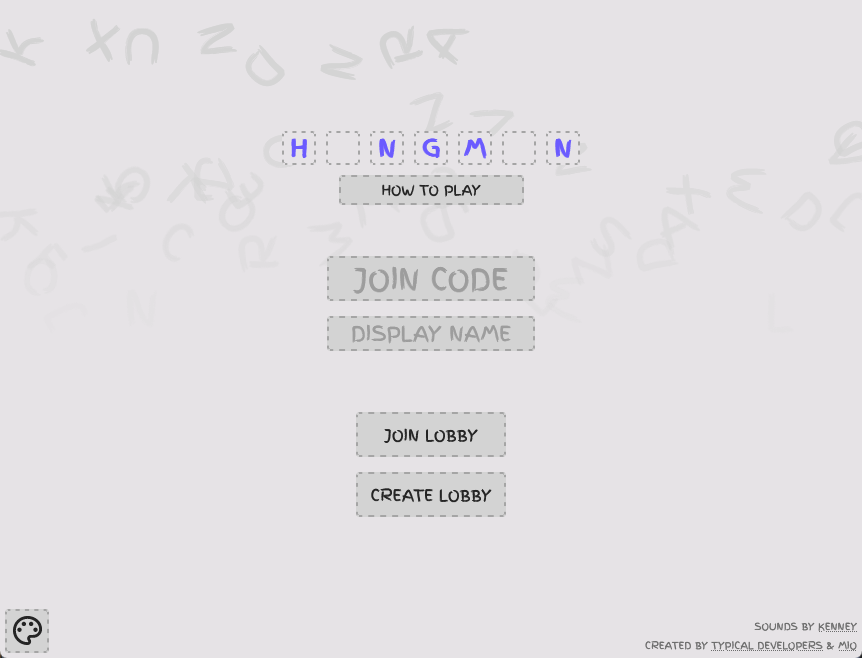 H N G M N
HOW TO PLAY
JOIN CODE
DISPLAY NAME
JOIN LOBBY
CREATE LOBBY
SOUNDS BY KENNEY
CREATED BY TYPICAL DEVELOPERS & MIO